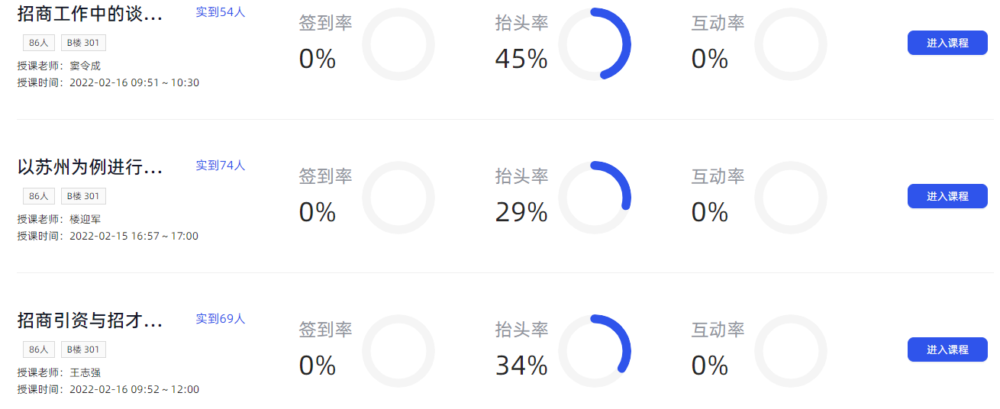 招商工作中的谈... 实到54人
86人 B楼 301
授课老师：窦令成
授课时间：2022-02-16 09:51 ~ 10:30
签到率
0%
抬头率
45%
互动率
0%
进入课程
以苏州为例进行... 实到74人
86人 B楼 301
授课老师：楼迎军
授课时间：2022-02-15 16:57 ~ 17:00
签到率
0%
抬头率
29%
互动率
0%
进入课程
招商引资与招才... 实到69人
86人 B楼 301
授课老师：王志强
授课时间：2022-02-16 09:52 ~ 12:00
签到率
0%
抬头率
34%
互动率
0%
进入课程